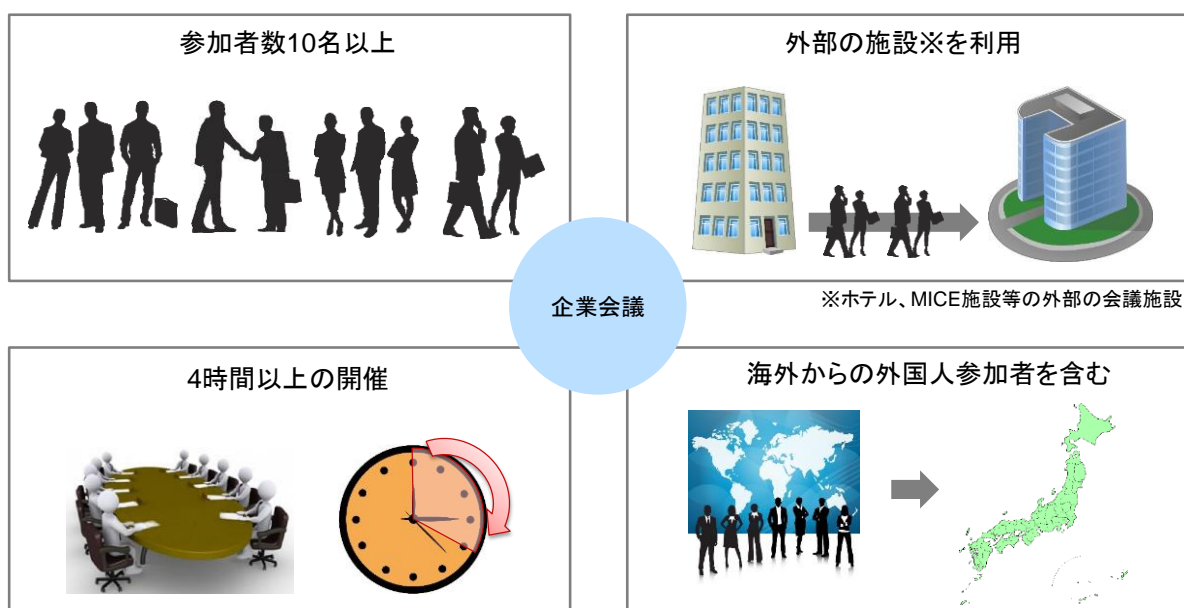 参加者数10名以上
外部の施設※を利用
企業会議
※ホテル、MICE施設等の外部の会議施設
4時間以上の開催
海外からの外国人参加者を含む